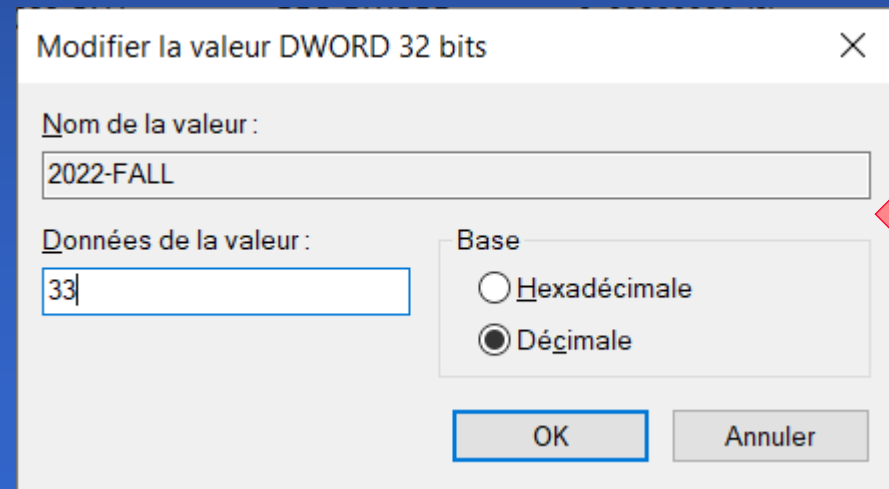 Modifier la valeur DWORD 32 bits
Nom de la valeur :
2022-FALL
Données de la valeur :
Base
33
Hexadécimale
Décimale
OK
Annuler